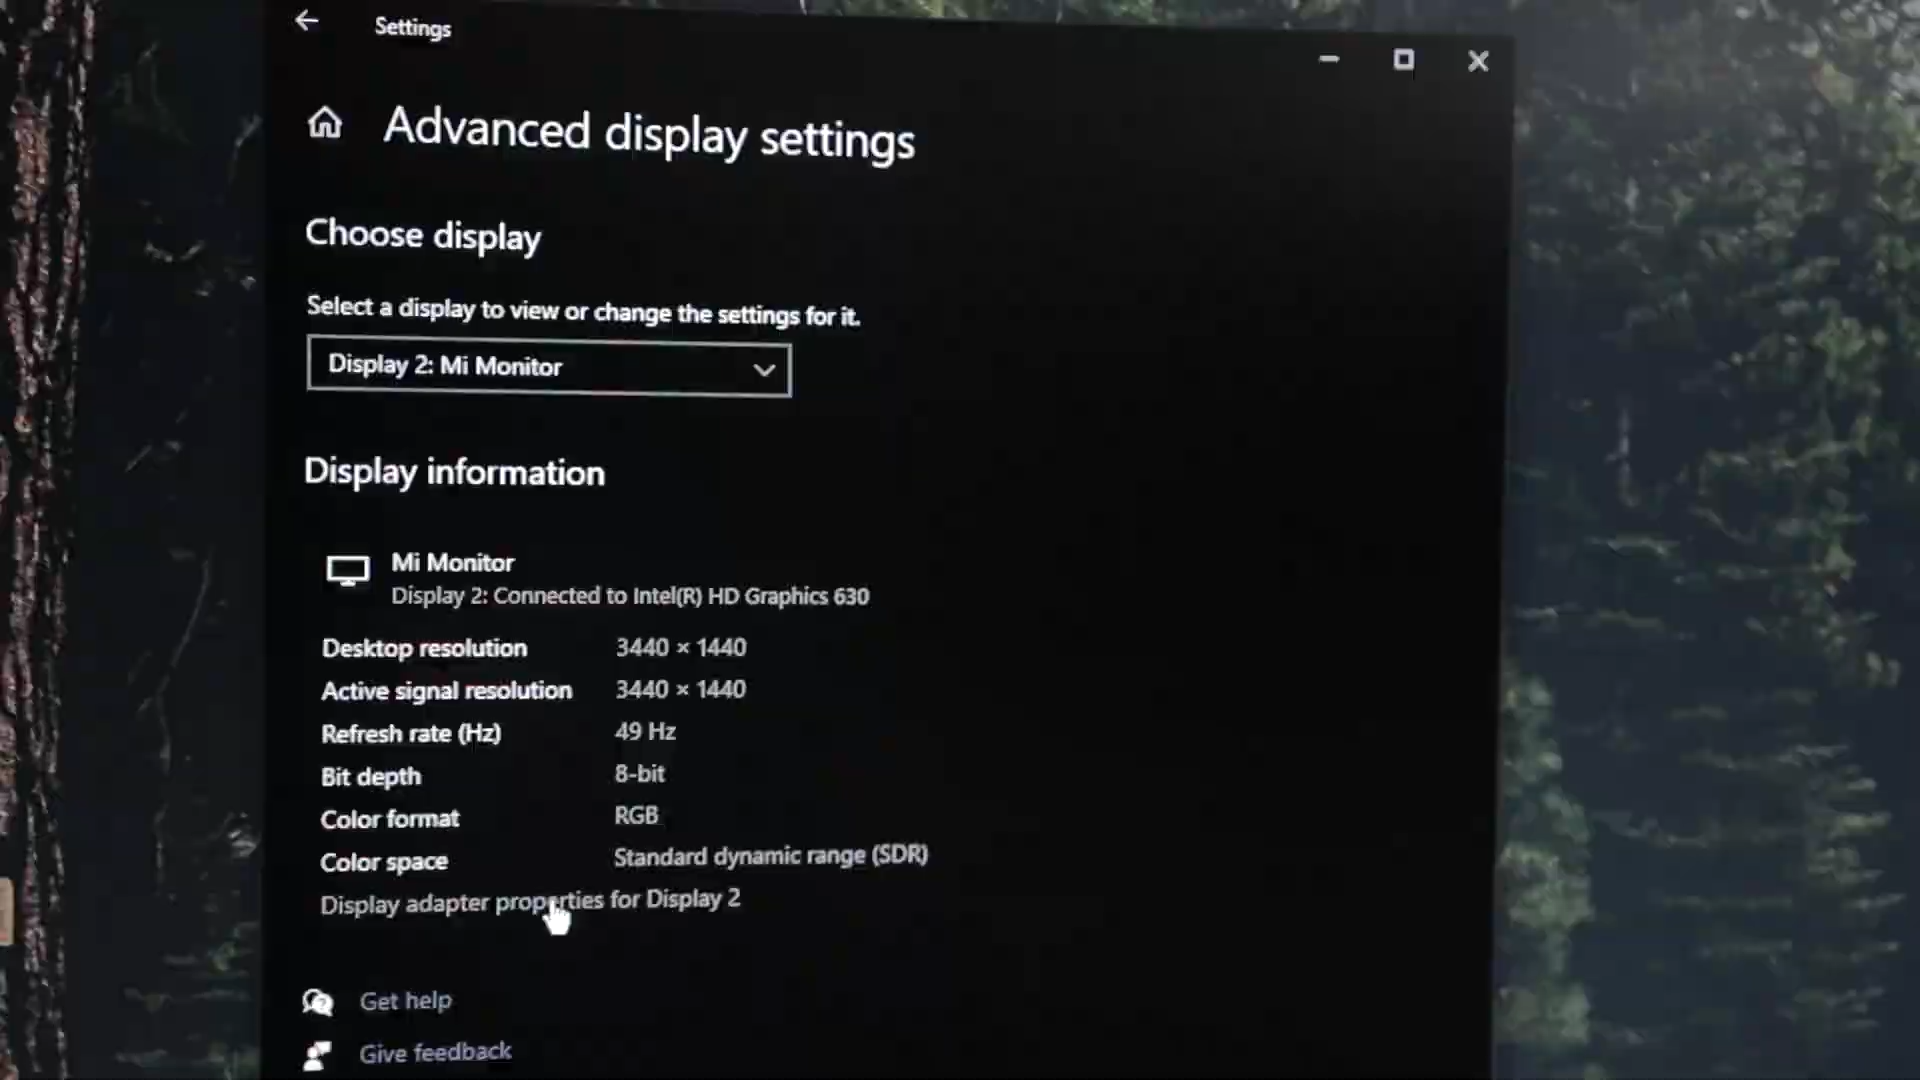 Settings
Advanced display settings
Choose display
Select a display to view or change the settings for it.
Display 2: Mi Monitor
Display information
Mi Monitor
Display 2: Connected to Intel(R) HD Graphics 630
Desktop resolution 3440 × 1440
Active signal resolution 3440 × 1440
Refresh rate (Hz) 49 Hz
Bit depth 8-bit
Color format RGB
Color space Standard dynamic range (SDR)
Display adapter properties for Display 2
Get help
Give feedback